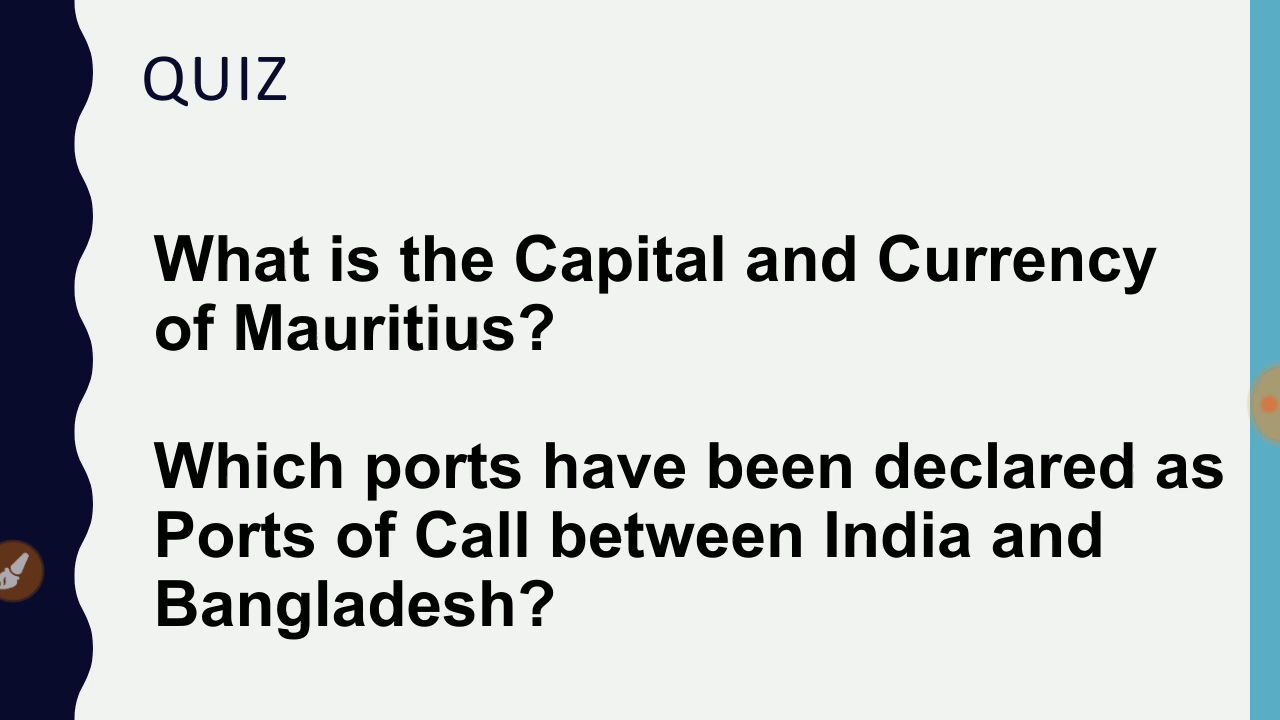 QUIZ
What is the Capital and Currency
of Mauritius?
Which ports have been declared as
Ports of Call between India and
Bangladesh?